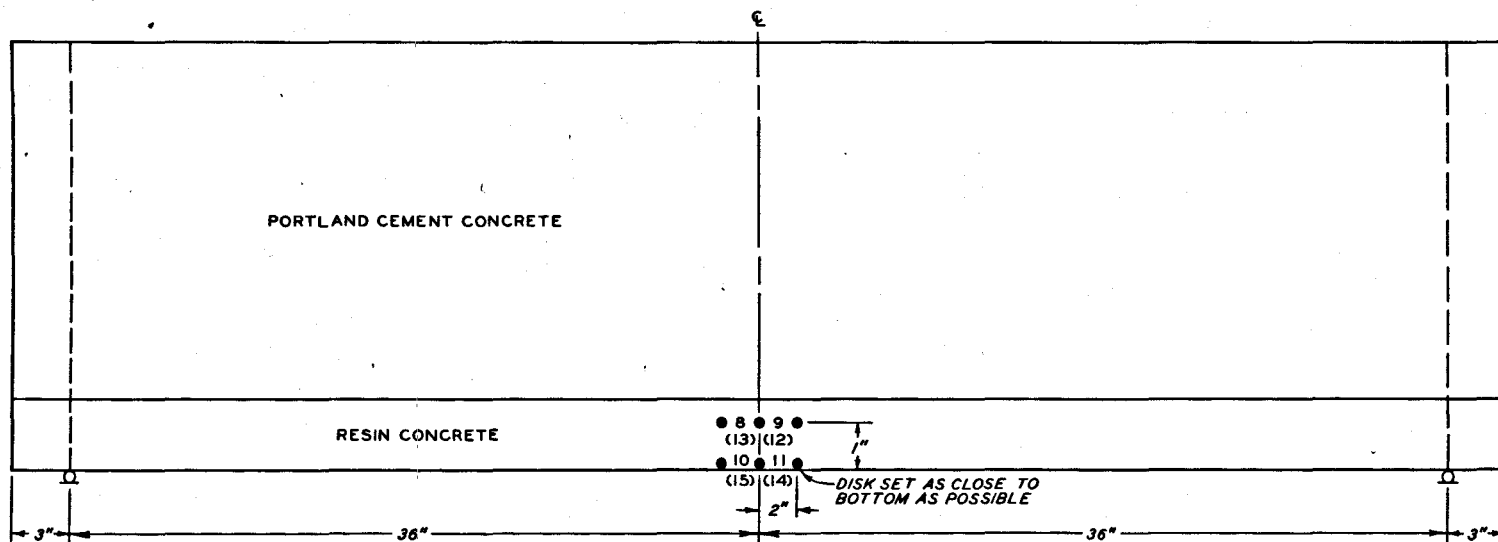 ℄
PORTLAND CEMENT CONCRETE
RESIN CONCRETE
8 9
(13) (12)
1"
10 11
(15) (14)
DISK SET AS CLOSE TO
BOTTOM AS POSSIBLE
2"
3" 36" 36" 3"